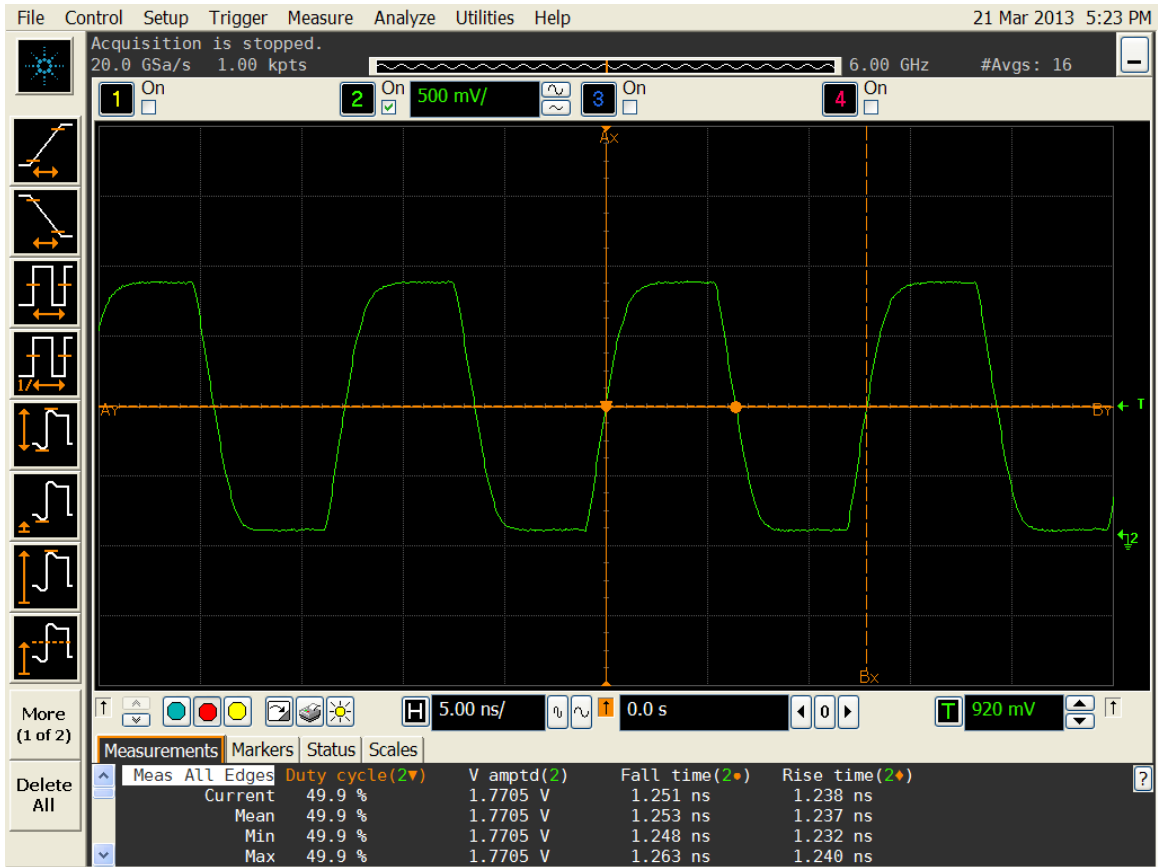 File Control Setup Trigger Measure Analyze Utilities Help 21 Mar 2013 5:23 PM
Acquisition is stopped.
20.0 GSa/s 1.00 kpts 6.00 GHz #Avgs: 16
1 On 2 On 500 mV/ 3 On 4 On
Ax
AY BY T
2
Bx
1/
More
(1 of 2)
Delete
All
H 5.00 ns/ 0.0 s 0 T 920 mV
Measurements Markers Status Scales
Meas All Edges Duty cycle(2▼) V amptd(2) Fall time(2●) Rise time(2♦) ?
Current 49.9 % 1.7705 V 1.251 ns 1.238 ns
Mean 49.9 % 1.7705 V 1.253 ns 1.237 ns
Min 49.9 % 1.7705 V 1.248 ns 1.232 ns
Max 49.9 % 1.7705 V 1.263 ns 1.240 ns